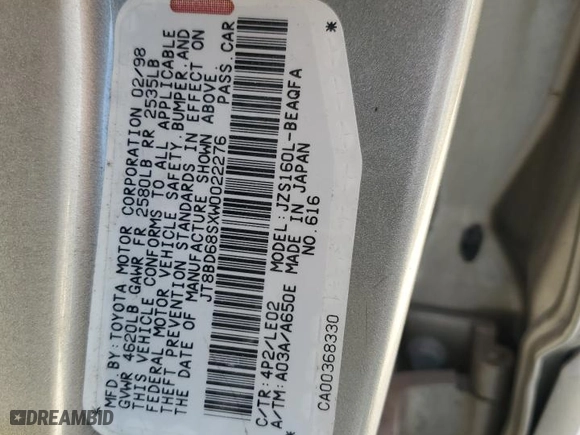 MFD BY:TOYOTA MOTOR CORPORATION 02/98
GVWR 4620LB GAWR FR 2580LB RR 2535LB
THIS VEHICLE CONFORMS TO ALL APPLICABLE
FEDERAL MOTOR VEHICLE SAFETY,BUMPER,AND
THEFT PREVENTION STANDARDS IN EFFECT ON
THE DATE OF MANUFACTURE SHOWN ABOVE.
JT8BD68SXW0022276 PASS.CAR
C/TR:4P2/LE02 MODEL:JZS160L-BEAQFA
A/TM:A03A/A650E MADE IN JAPAN
* NO.616 *
CA00368330
DREAMBID